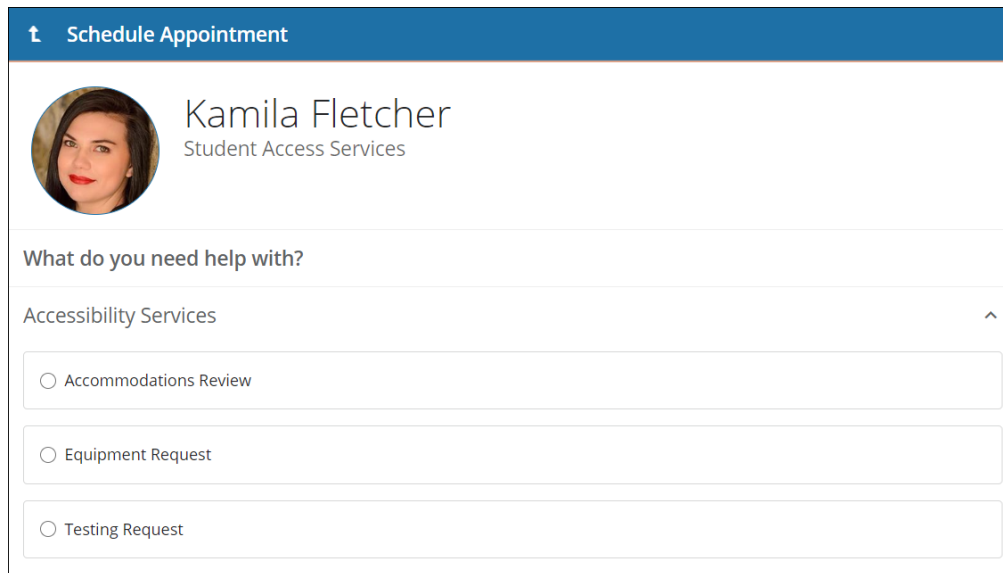 Schedule Appointment
Kamila Fletcher
Student Access Services
What do you need help with?
Accessibility Services
Accommodations Review
Equipment Request
Testing Request